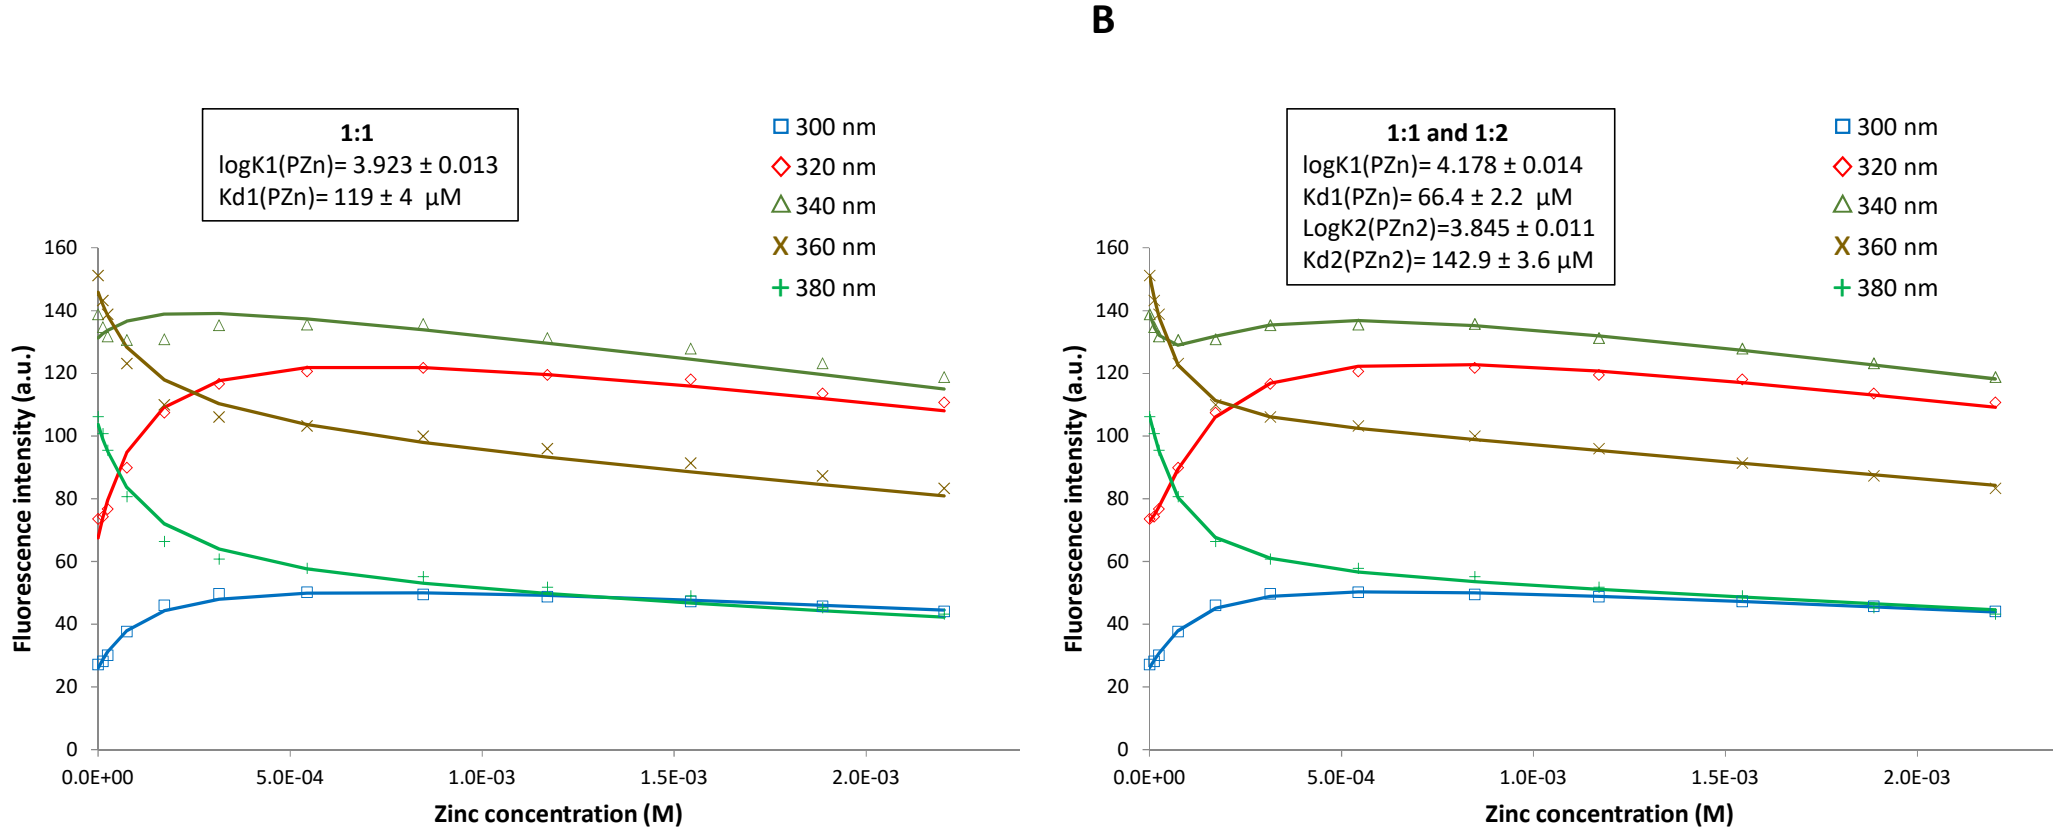 B
1:1
logK1(PZn)= 3.923 ± 0.013
Kd1(PZn)= 119 ± 4  µM
300 nm
320 nm
340 nm
360 nm
380 nm
160
140
120
100
80
60
40
20
0
0.0E+00
5.0E-04
1.0E-03
1.5E-03
2.0E-03
Fluorescence intensity (a.u.)
Zinc concentration (M)
1:1 and 1:2
logK1(PZn)= 4.178 ± 0.014
Kd1(PZn)= 66.4 ± 2.2  µM
LogK2(PZn2)=3.845 ± 0.011
Kd2(PZn2)= 142.9 ± 3.6 µM
300 nm
320 nm
340 nm
360 nm
380 nm
160
140
120
100
80
60
40
20
0
0.0E+00
5.0E-04
1.0E-03
1.5E-03
2.0E-03
Fluorescence intensity (a.u.)
Zinc concentration (M)